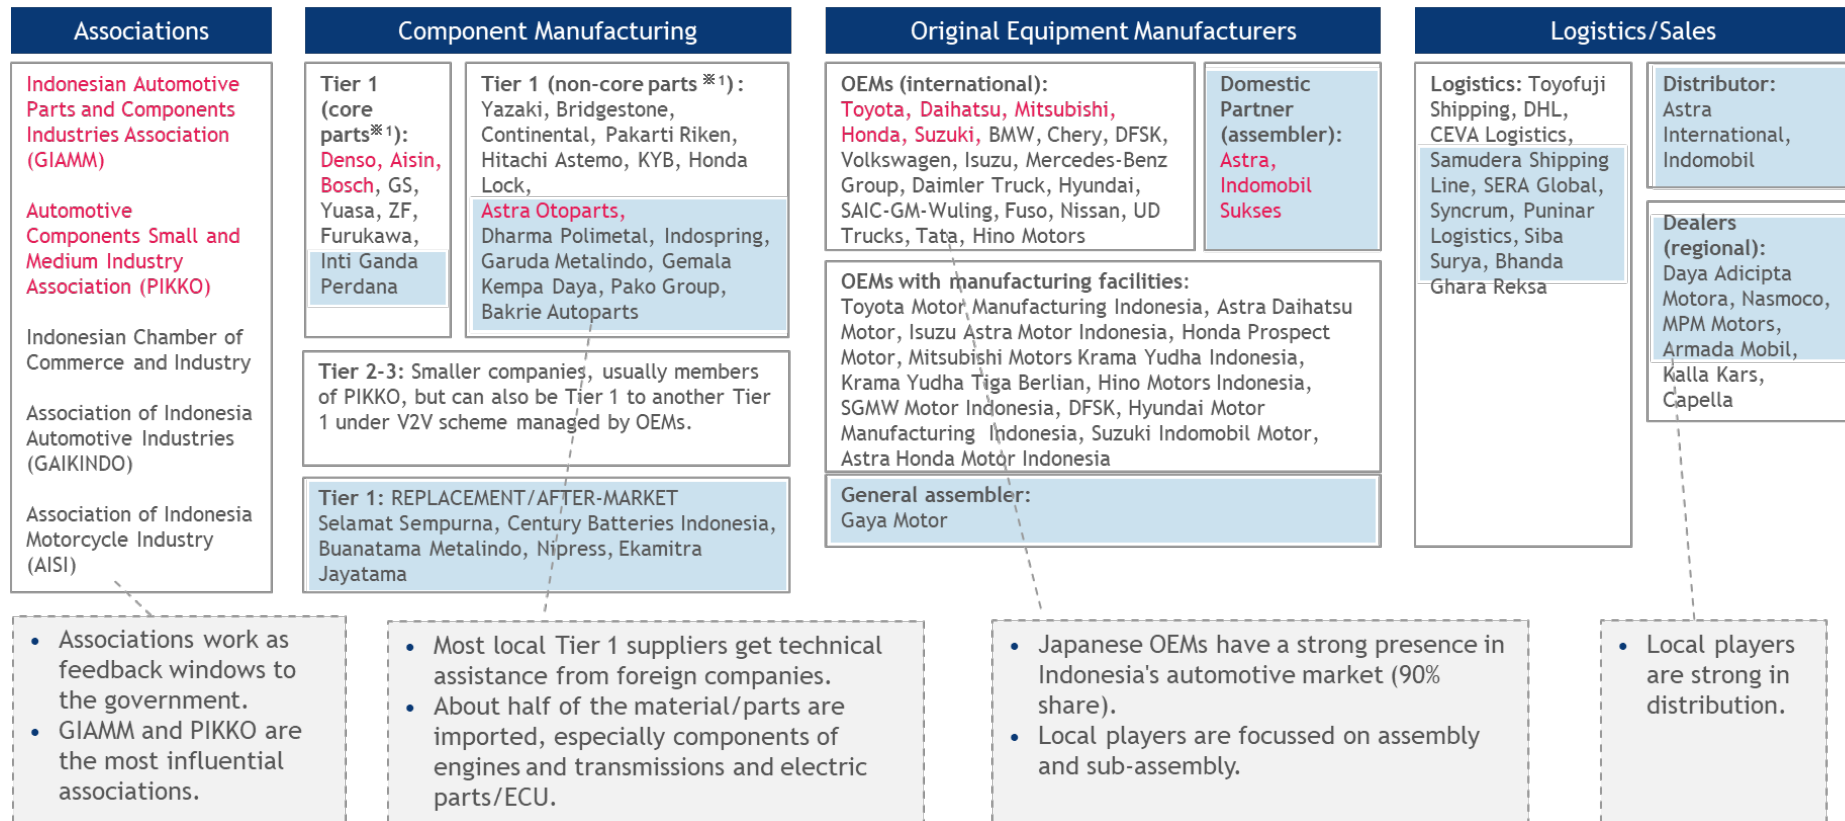 Associations
Indonesian Automotive
Parts and Components
Industries Association
(GIAMM)
Automotive
Components Small and
Medium Industry
Association (PIKKO)
Indonesian Chamber of
Commerce and Industry
Association of Indonesia
Automotive Industries
(GAIKINDO)
Association of Indonesia
Motorcycle Industry
(AISI)
Component Manufacturing
Tier 1
(core
parts※1):
Denso, Aisin,
Bosch, GS,
Yuasa, ZF,
Furukawa,
Inti Ganda
Perdana
Tier 1 (non-core parts ※1) :
Yazaki, Bridgestone,
Continental, Pakarti Riken,
Hitachi Astemo, KYB, Honda
Lock,
Astra Otoparts,
Dharma Polimetal, Indospring,
Garuda Metalindo, Gemala
Kempa Daya, Pako Group,
Bakrie Autoparts
Tier 2-3: Smaller companies, usually members
of PIKKO, but can also be Tier 1 to another Tier
1 under V2V scheme managed by OEMs.
Tier 1: REPLACEMENT/AFTER-MARKET
Selamat Sempurna, Century Batteries Indonesia,
Buanatama Metalindo, Nipress, Ekamitra
Jayatama
Original Equipment Manufacturers
OEMs (international):
Toyota, Daihatsu, Mitsubishi,
Honda, Suzuki, BMW, Chery, DFSK,
Volkswagen, Isuzu, Mercedes-Benz
Group, Daimler Truck, Hyundai,
SAIC-GM-Wuling, Fuso, Nissan, UD
Trucks, Tata, Hino Motors
Domestic
Partner
(assembler):
Astra,
Indomobil
Sukses
OEMs with manufacturing facilities:
Toyota Motor Manufacturing Indonesia, Astra Daihatsu
Motor, Isuzu Astra Motor Indonesia, Honda Prospect
Motor, Mitsubishi Motors Krama Yudha Indonesia,
Krama Yudha Tiga Berlian, Hino Motors Indonesia,
SGMW Motor Indonesia, DFSK, Hyundai Motor
Manufacturing Indonesia, Suzuki Indomobil Motor,
Astra Honda Motor Indonesia
General assembler:
Gaya Motor
Logistics/Sales
Logistics: Toyofuji
Shipping, DHL,
CEVA Logistics,
Samudera Shipping
Line, SERA Global,
Syncrum, Puninar
Logistics, Siba
Surya, Bhanda
Ghara Reksa
Distributor:
Astra
International,
Indomobil
Dealers
(regional):
Daya Adicipta
Motora, Nasmoco,
MPM Motors,
Armada Mobil,
Kalla Kars,
Capella
• Associations work as
feedback windows to
the government.
• GIAMM and PIKKO are
the most influential
associations.
• Most local Tier 1 suppliers get technical
assistance from foreign companies.
• About half of the material/parts are
imported, especially components of
engines and transmissions and electric
parts/ECU.
• Japanese OEMs have a strong presence in
Indonesia's automotive market (90%
share).
• Local players are focussed on assembly
and sub-assembly.
• Local players
are strong in
distribution.